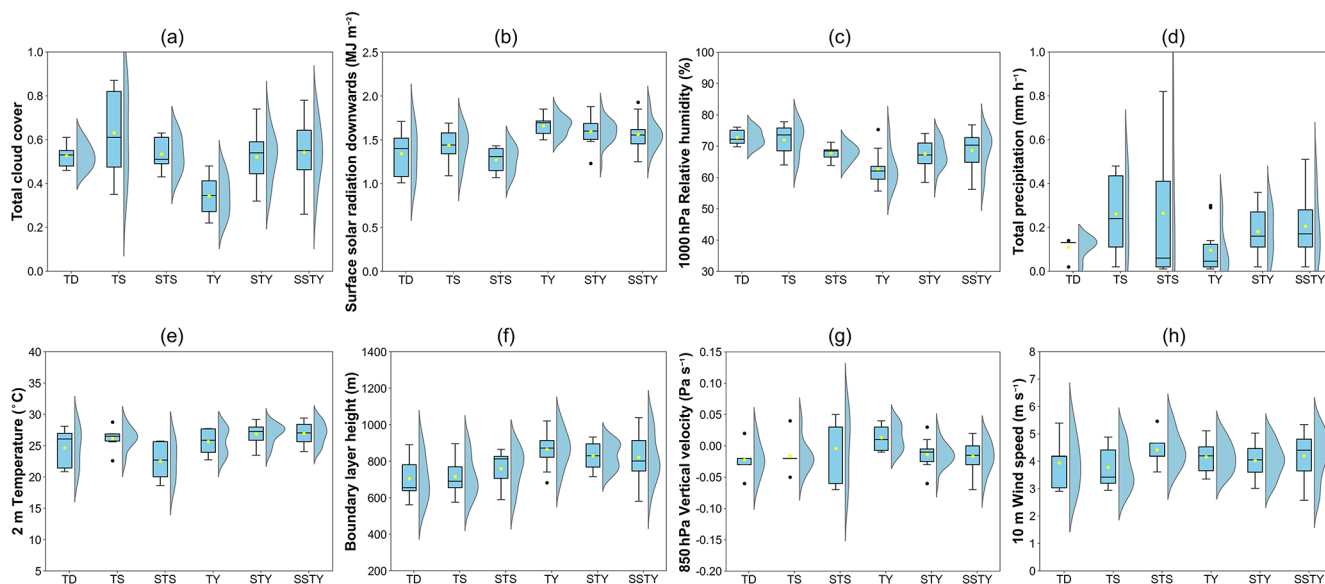 (a)
Total cloud cover
1.0
0.8
0.6
0.4
0.2
0.0
TD TS STS TY STY SSTY
(b)
Surface solar radiation downwards (MJ m⁻²)
2.5
2.0
1.5
1.0
0.5
0.0
TD TS STS TY STY SSTY
(c)
1000 hPa Relative humidity (%)
100
90
80
70
60
50
40
30
TD TS STS TY STY SSTY
(d)
Total precipitation (mm h⁻¹)
1.0
0.8
0.6
0.4
0.2
0.0
TD TS STS TY STY SSTY
(e)
2 m Temperature (°C)
40
35
30
25
20
15
10
5
TD TS STS TY STY SSTY
(f)
Boundary layer height (m)
1400
1200
1000
800
600
400
200
TD TS STS TY STY SSTY
(g)
850 hPa Vertical velocity (Pa s⁻¹)
0.15
0.10
0.05
0.00
-0.05
-0.10
-0.15
-0.20
TD TS STS TY STY SSTY
(h)
10 m Wind speed (m s⁻¹)
8
7
6
5
4
3
2
1
0
TD TS STS TY STY SSTY